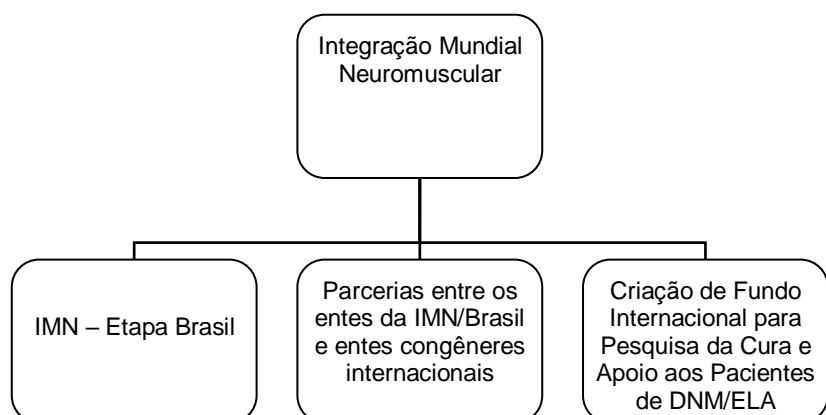 Integração Mundial
Neuromuscular
IMN – Etapa Brasil
Parcerias entre os
entes da IMN/Brasil
e entes congêneres
internacionais
Criação de Fundo
Internacional para
Pesquisa da Cura e
Apoio aos Pacientes
de DNM/ELA